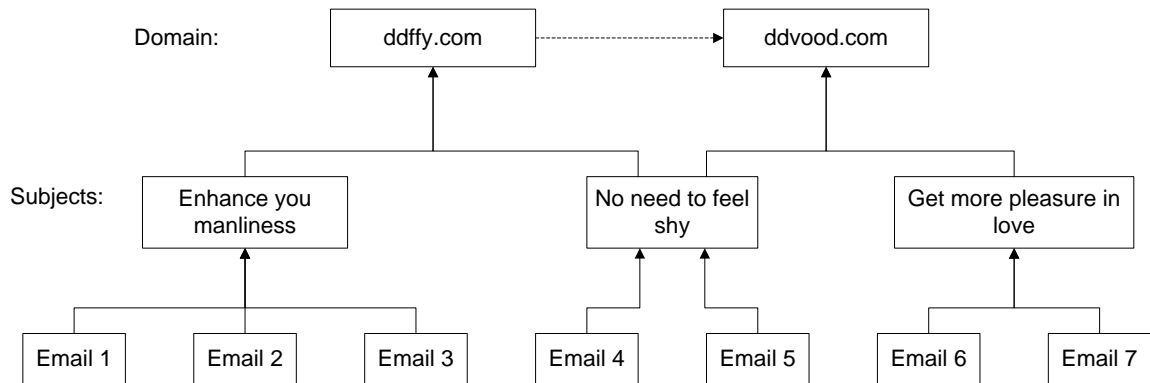 Domain:
ddffy.com
ddvood.com
Subjects:
Enhance you
manliness
No need to feel
shy
Get more pleasure in
love
Email 1
Email 2
Email 3
Email 4
Email 5
Email 6
Email 7